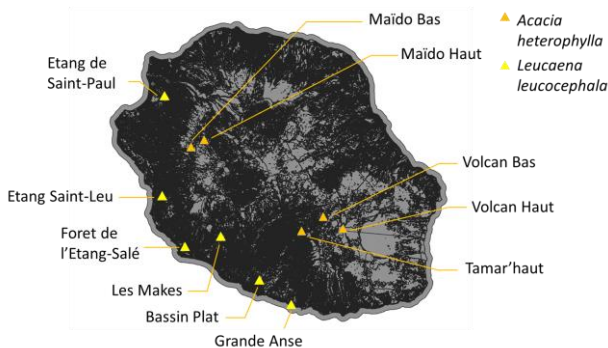 Maïdo Bas
Maïdo Haut
Acacia
heterophylla
Leucaena
leucocephala
Etang de
Saint-Paul
Volcan Bas
Etang Saint-Leu
Volcan Haut
Foret de
l'Etang-Salé
Tamar'haut
Les Makes
Bassin Plat
Grande Anse